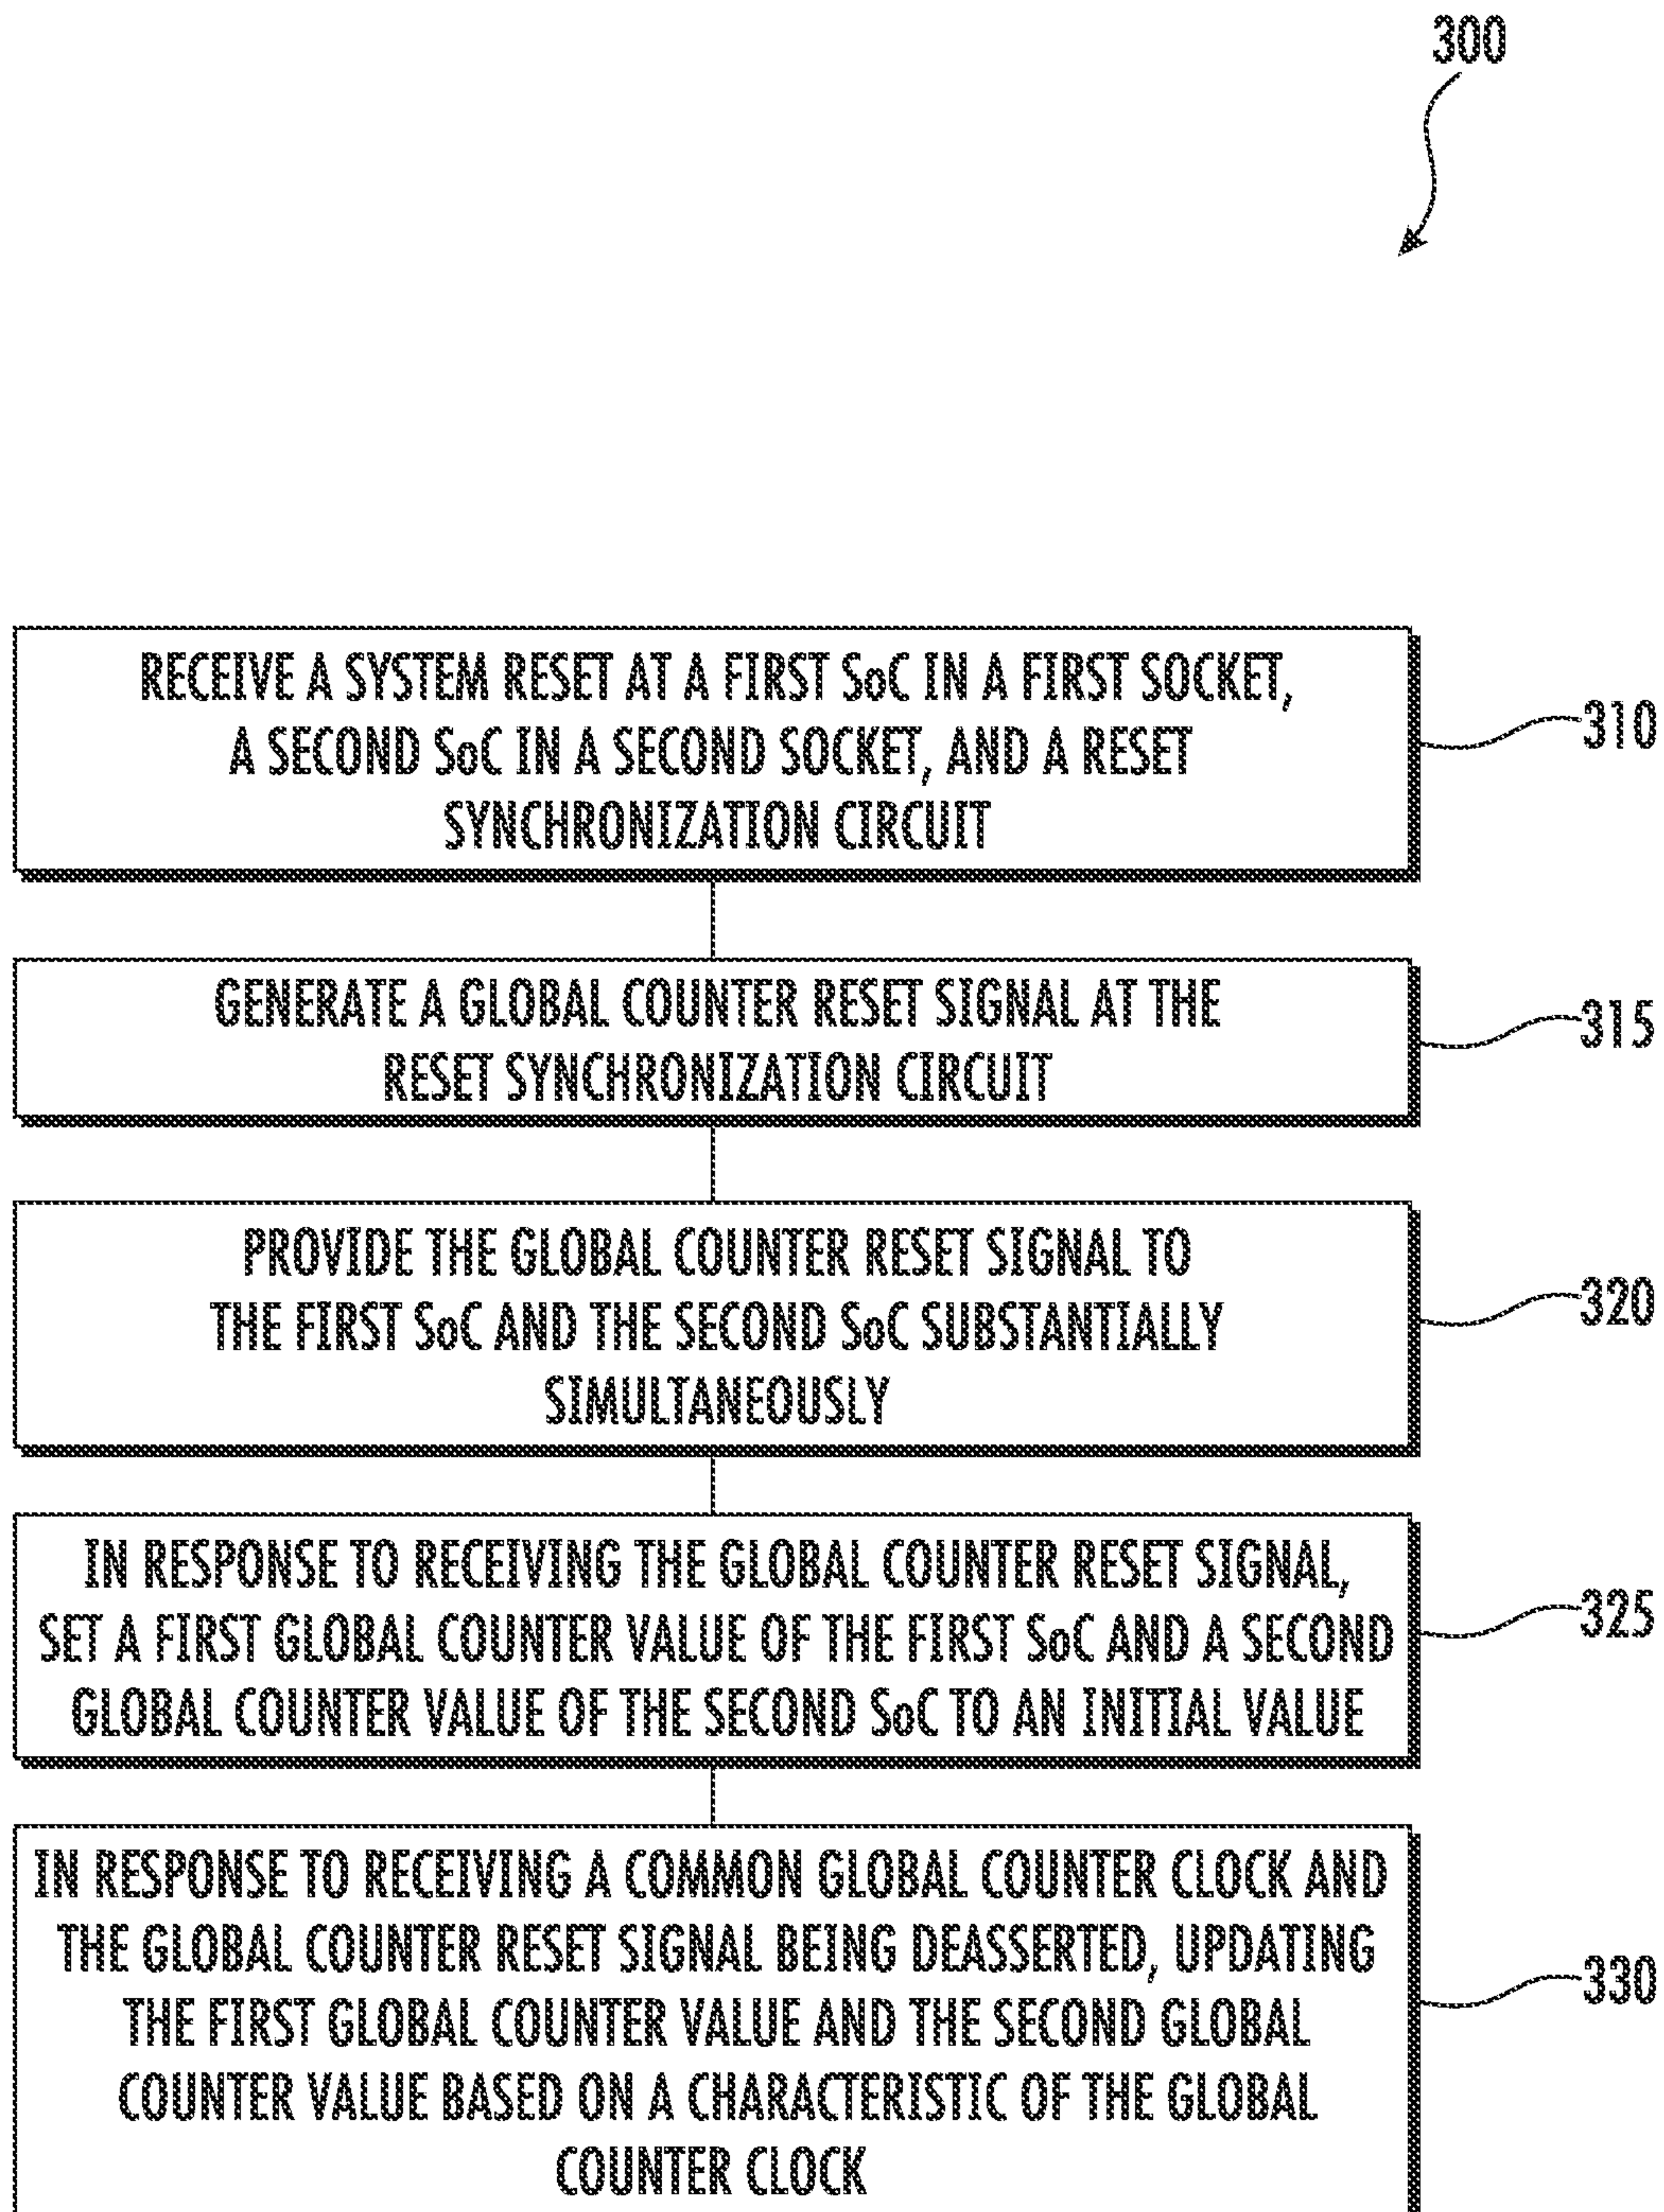 300
RECEIVE A SYSTEM RESET AT A FIRST SoC IN A FIRST SOCKET,
A SECOND SoC IN A SECOND SOCKET, AND A RESET
SYNCHRONIZATION CIRCUIT
310
GENERATE A GLOBAL COUNTER RESET SIGNAL AT THE
RESET SYNCHRONIZATION CIRCUIT
315
PROVIDE THE GLOBAL COUNTER RESET SIGNAL TO
THE FIRST SoC AND THE SECOND SoC SUBSTANTIALLY
SIMULTANEOUSLY
320
IN RESPONSE TO RECEIVING THE GLOBAL COUNTER RESET SIGNAL,
SET A FIRST GLOBAL COUNTER VALUE OF THE FIRST SoC AND A SECOND
GLOBAL COUNTER VALUE OF THE SECOND SoC TO AN INITIAL VALUE
325
IN RESPONSE TO RECEIVING A COMMON GLOBAL COUNTER CLOCK AND
THE GLOBAL COUNTER RESET SIGNAL BEING DEASSERTED, UPDATING
THE FIRST GLOBAL COUNTER VALUE AND THE SECOND GLOBAL
COUNTER VALUE BASED ON A CHARACTERISTIC OF THE GLOBAL
COUNTER CLOCK
330